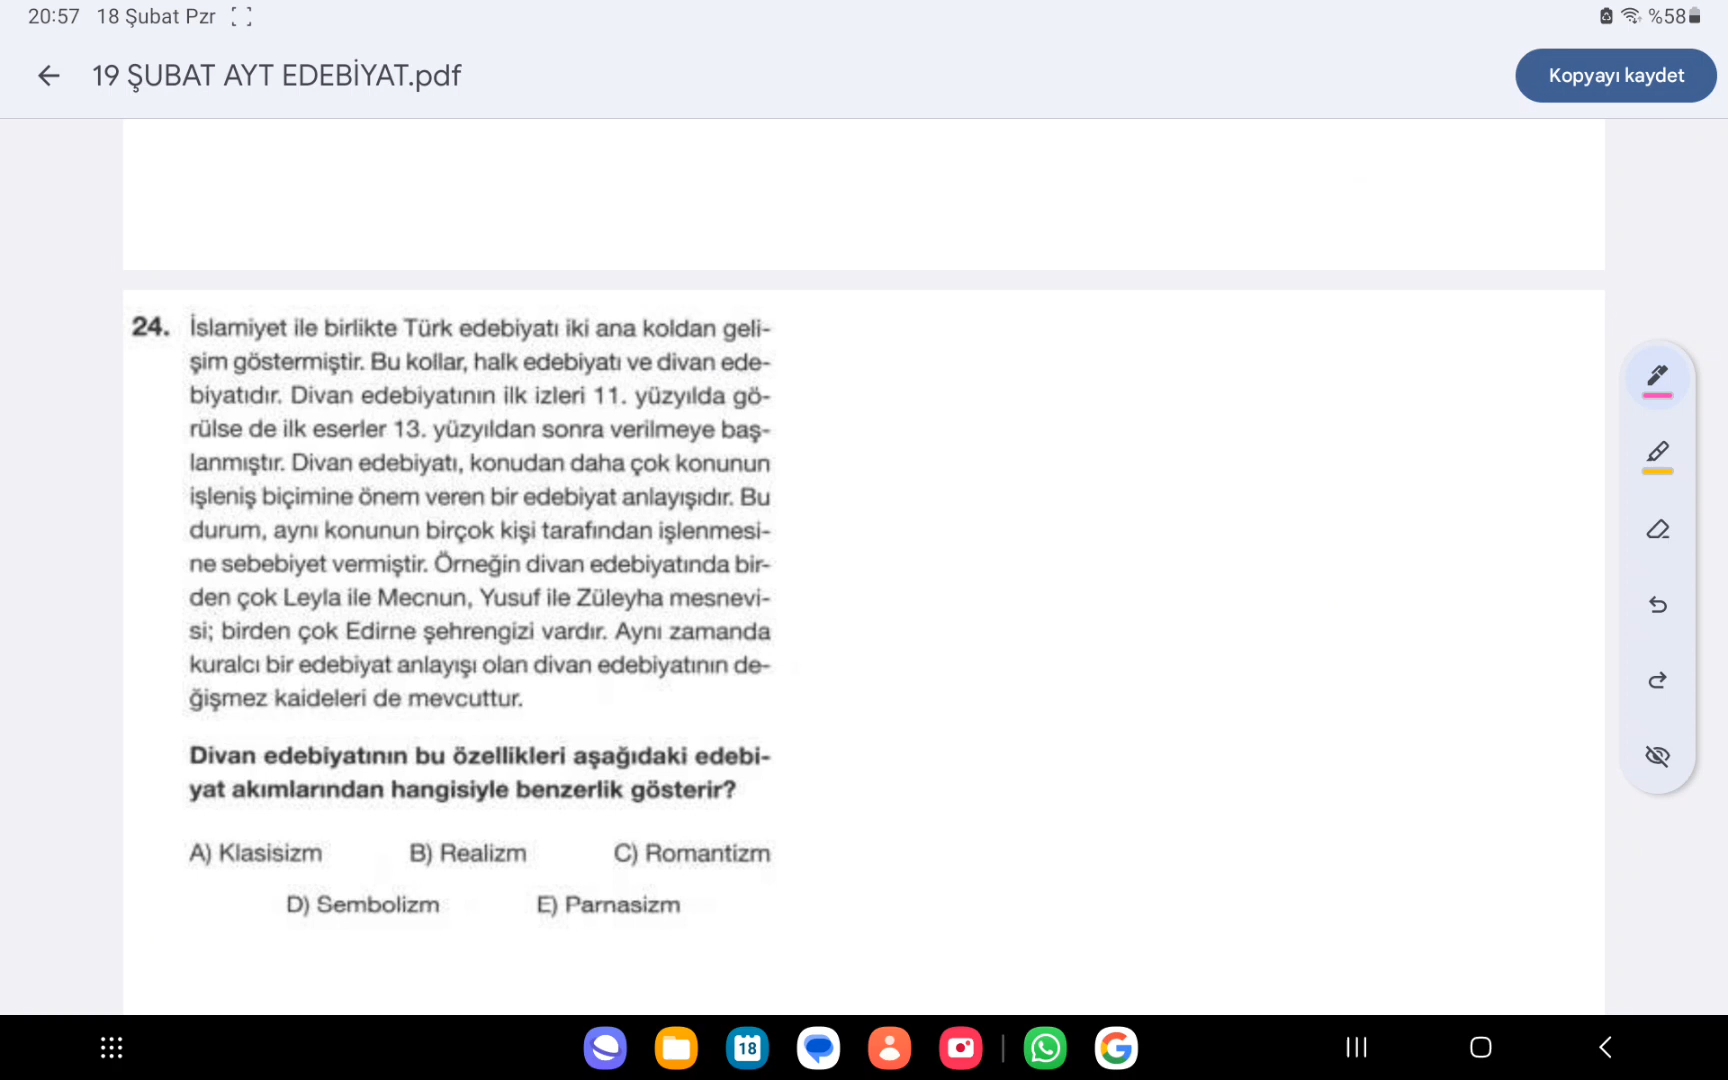 20:57 18 Şubat Pzr
%58
19 ŞUBAT AYT EDEBİYAT.pdf
Kopyayı kaydet
24. İslamiyet ile birlikte Türk edebiyatı iki ana koldan geli-
şim göstermiştir. Bu kollar, halk edebiyatı ve divan ede-
biyatıdır. Divan edebiyatının ilk izleri 11. yüzyılda gö-
rülse de ilk eserler 13. yüzyıldan sonra verilmeye baş-
lanmıştır. Divan edebiyatı, konudan daha çok konunun
işleniş biçimine önem veren bir edebiyat anlayışıdır. Bu
durum, aynı konunun birçok kişi tarafından işlenmesi-
ne sebebiyet vermiştir. Örneğin divan edebiyatında bir-
den çok Leyla ile Mecnun, Yusuf ile Züleyha mesnevi-
si; birden çok Edirne şehrengizi vardır. Aynı zamanda
kuralcı bir edebiyat anlayışı olan divan edebiyatının de-
ğişmez kaideleri de mevcuttur.
Divan edebiyatının bu özellikleri aşağıdaki edebi-
yat akımlarından hangisiyle benzerlik gösterir?
A) Klasisizm B) Realizm C) Romantizm
D) Sembolizm E) Parnasizm
18